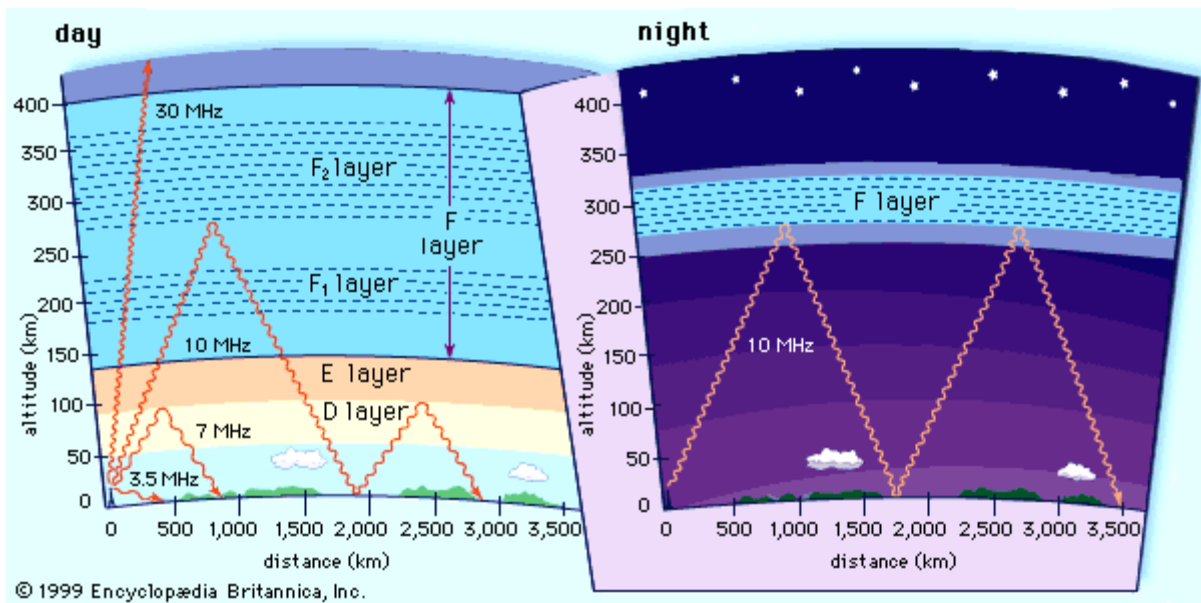 day
400
350
300
250
200
150
100
50
0
altitude (km)
30 MHz
F₂ layer
F
layer
F₁ layer
10 MHz
E layer
D layer
7 MHz
3.5 MHz
0
500
1,000
1,500
2,000
2,500
3,000
3,500
distance (km)
© 1999 Encyclopædia Britannica, Inc.
night
400
350
300
250
200
150
100
50
0
altitude (km)
F layer
10 MHz
0
500
1,000
1,500
2,000
2,500
3,000
3,500
distance (km)